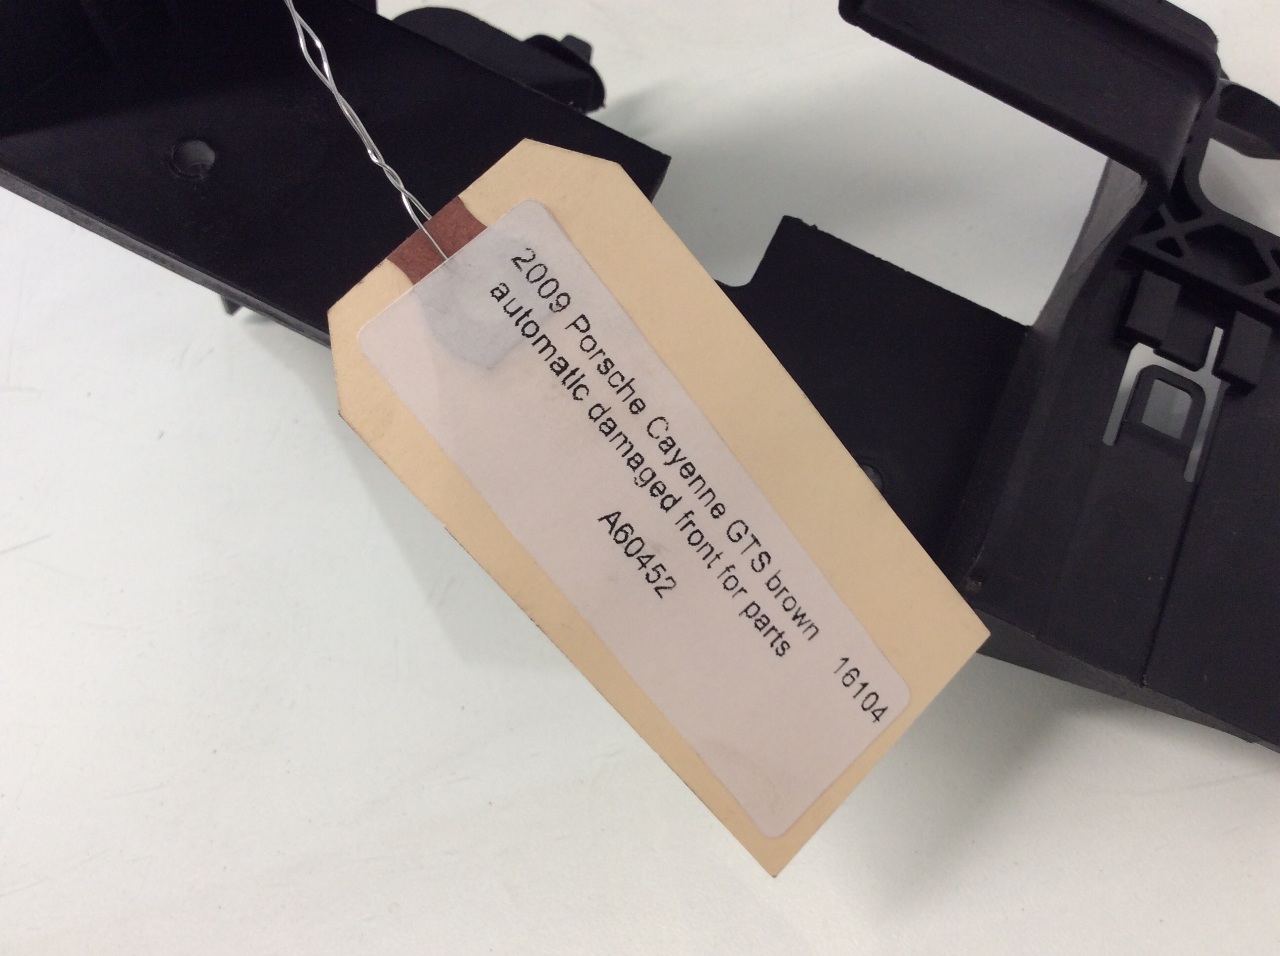 2009 Porsche Cayenne GTS brown 16104
automatic damaged front for parts
A60452